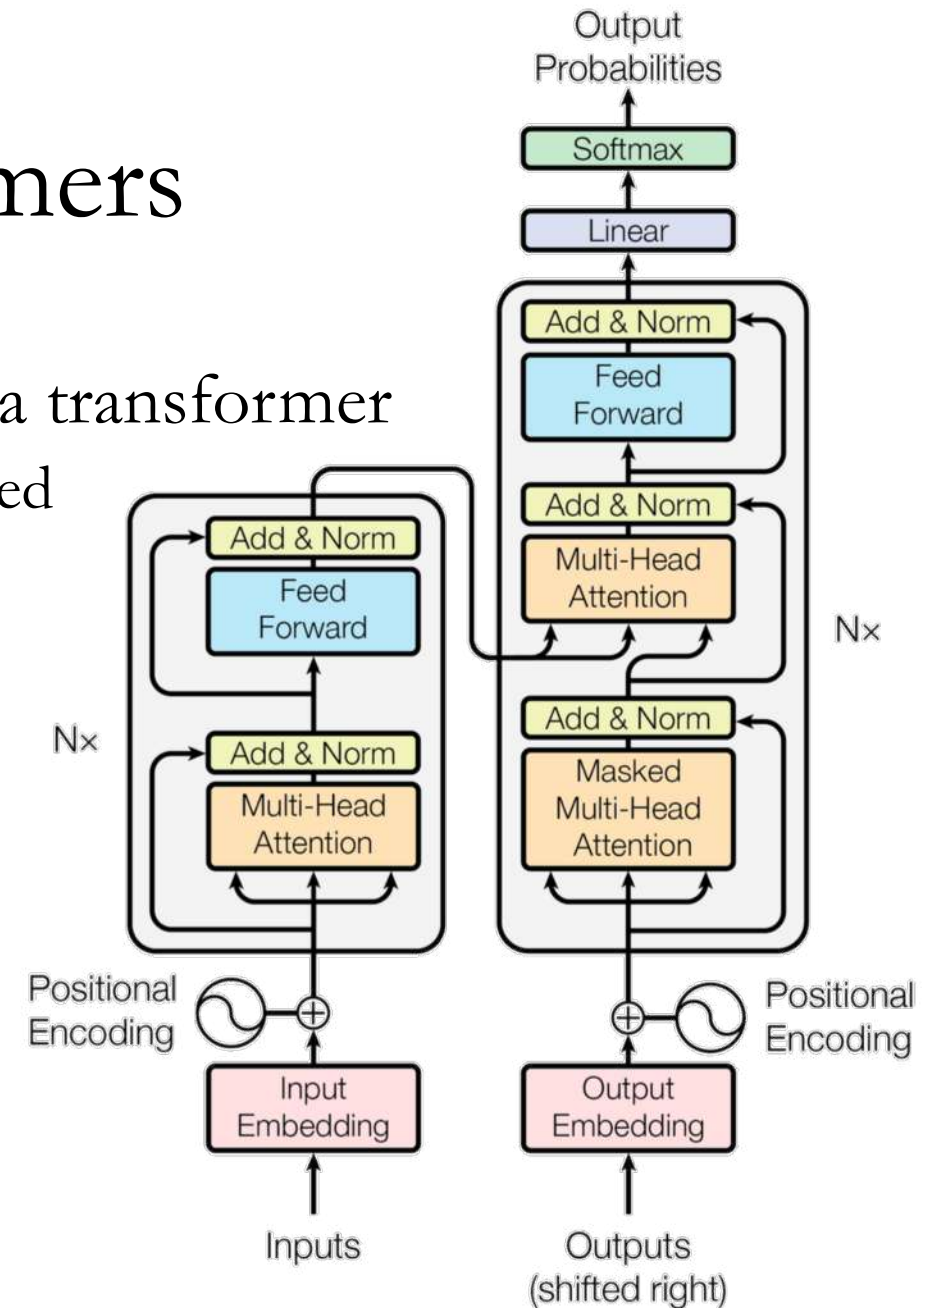 mers
a transformer
ed
Output
Probabilities
Softmax
Linear
Add & Norm
Feed
Forward
Add & Norm
Multi-Head
Attention
Nx
Add & Norm
Masked
Multi-Head
Attention
Positional
Encoding
Output
Embedding
Outputs
(shifted right)
Add & Norm
Feed
Forward
Nx
Add & Norm
Multi-Head
Attention
Positional
Encoding
Input
Embedding
Inputs